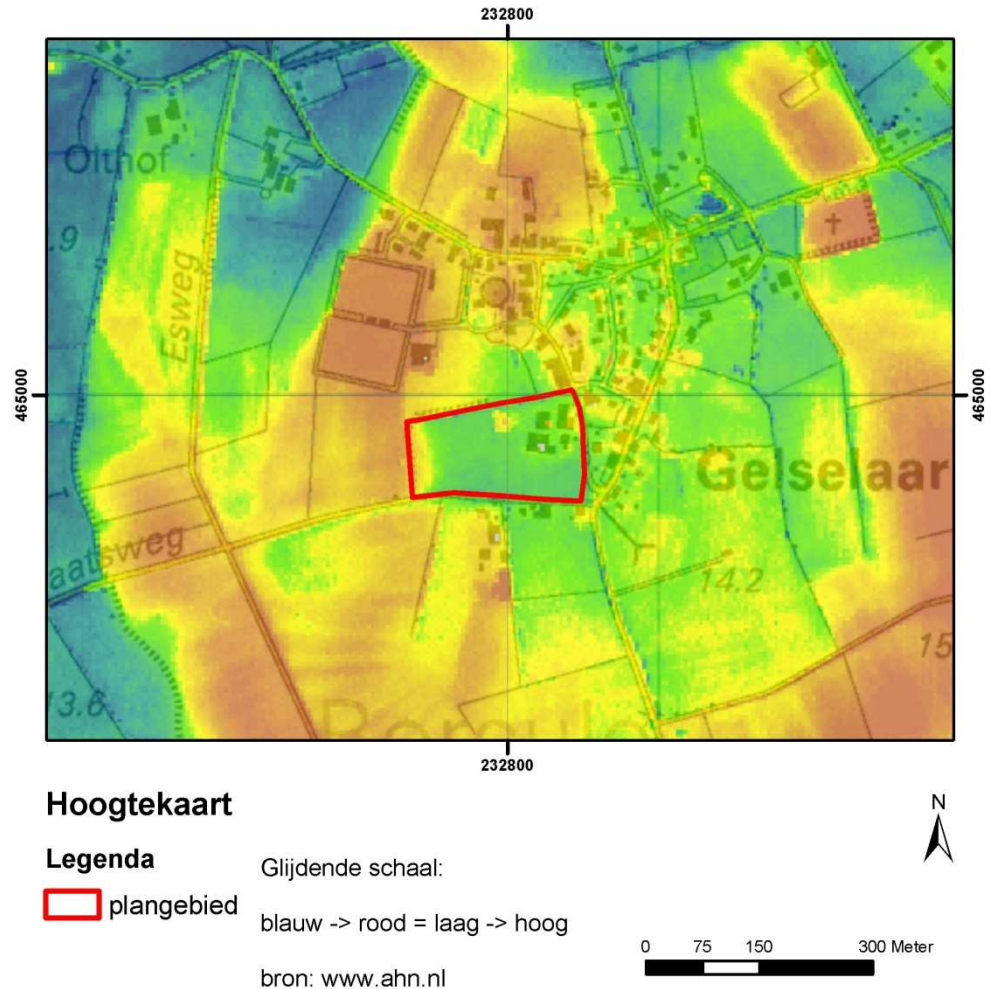 232800
Olthof
.9
Esweg
465000
465000
Gelselaar
aatsweg
14.2
15
3.6
232800
Hoogtekaart
N
Legenda
Glijdende schaal:
plangebied
blauw -> rood = laag -> hoog
0 75 150 300 Meter
bron: www.ahn.nl